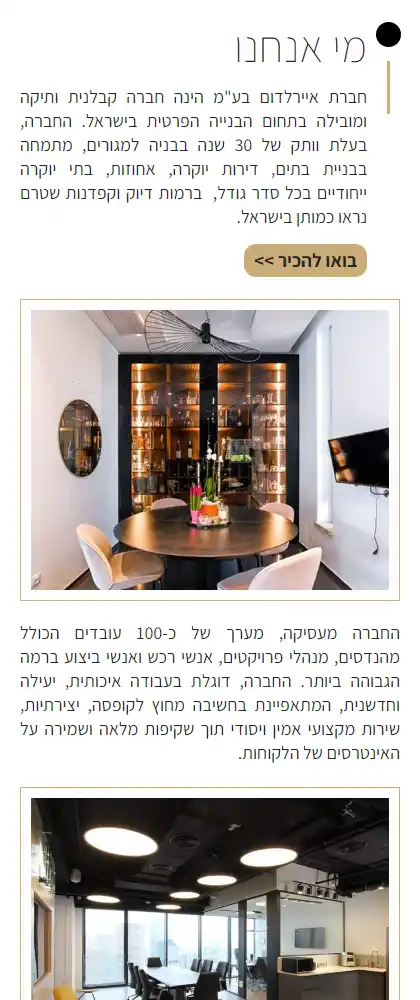 מי אנחנו
חברת איירלדום בע"מ הינה חברה קבלנית ותיקה
ומובילה בתחום הבנייה הפרטית בישראל. החברה,
בעלת וותק של 30 שנה בבניה למגורים, מתמחה
בבניית בתים, דירות יוקרה, אחוזות, בתי יוקרה
ייחודיים בכל סדר גודל, ברמות דיוק וקפדנות שטרם
נראו כמותן בישראל.
בואו להכיר >>
החברה מעסיקה, מערך של כ-100 עובדים הכולל
מהנדסים, מנהלי פרויקטים, אנשי רכש ואנשי ביצוע ברמה
הגבוהה ביותר. החברה, דוגלת בעבודה איכותית, יעילה
וחדשנית, המתאפיינת בחשיבה מחוץ לקופסה, יצירתיות,
שירות מקצועי אמין ויסודי תוך שקיפות מלאה ושמירה על
האינטרסים של הלקוחות.